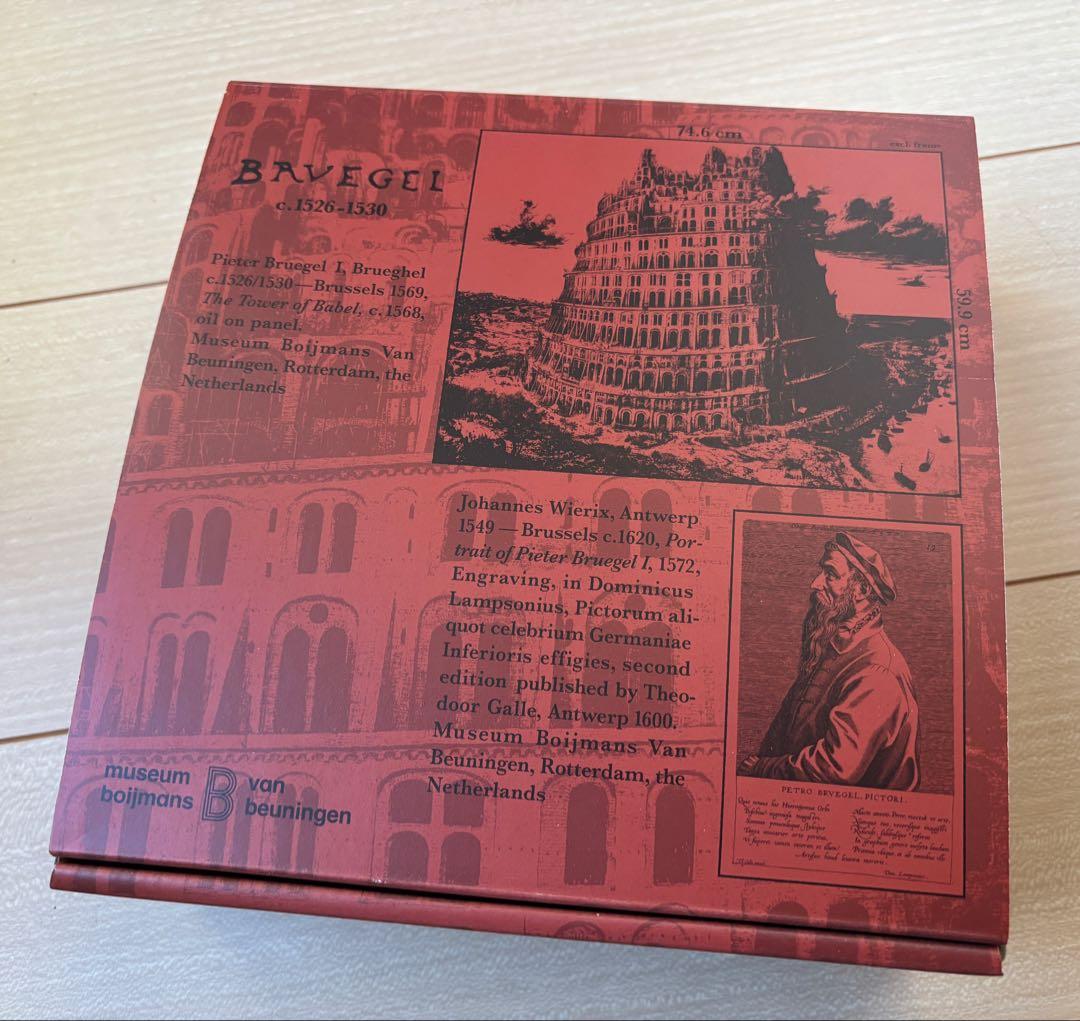 BRVEGEL
c.1526-1530
Pieter Bruegel I, Brueghel
c.1526/1530—Brussels 1569,
The Tower of Babel, c.1568,
oil on panel.
Museum Boijmans Van
Beuningen, Rotterdam, the
Netherlands
74.6 cm
excl. frame
59.9 cm
Johannes Wierix, Antwerp
1549 — Brussels c.1620, Por-
trait of Pieter Bruegel I, 1572,
Engraving, in Dominicus
Lampsonius, Pictorum ali-
quot celebrium Germaniae
Inferioris effigies, second
edition published by Theo-
door Galle, Antwerp 1600.
Museum Boijmans Van
Beuningen, Rotterdam, the
Netherlands
PETRO BRVEGEL, PICTORI.
museum
boijmans
B
van
beuningen